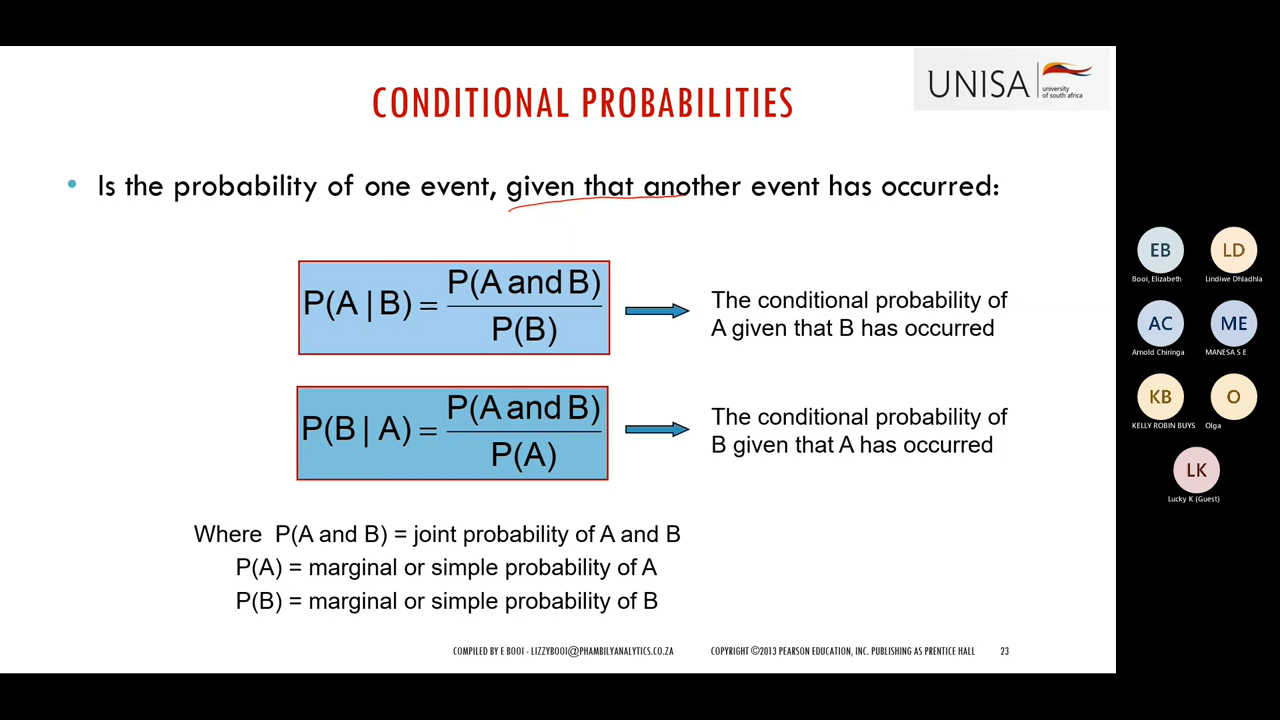 UNISA
university
of south africa
CONDITIONAL PROBABILITIES
• Is the probability of one event, given that another event has occurred:
P(A | B) = P(A and B) / P(B)
The conditional probability of
A given that B has occurred
P(B | A) = P(A and B) / P(A)
The conditional probability of
B given that A has occurred
Where P(A and B) = joint probability of A and B
P(A) = marginal or simple probability of A
P(B) = marginal or simple probability of B
COMPILED BY E BOOI - LIZZYBOOI@PHAMBILYANALYTICS.CO.ZA
COPYRIGHT ©2013 PEARSON EDUCATION, INC. PUBLISHING AS PRENTICE HALL
23
EB
Booi, Elizabeth
LD
Lindiwe Dhladhla
AC
Arnold Chiringa
ME
MANESA S E
KB
KELLY ROBIN BUYS
O
Olga
LK
Lucky K (Guest)